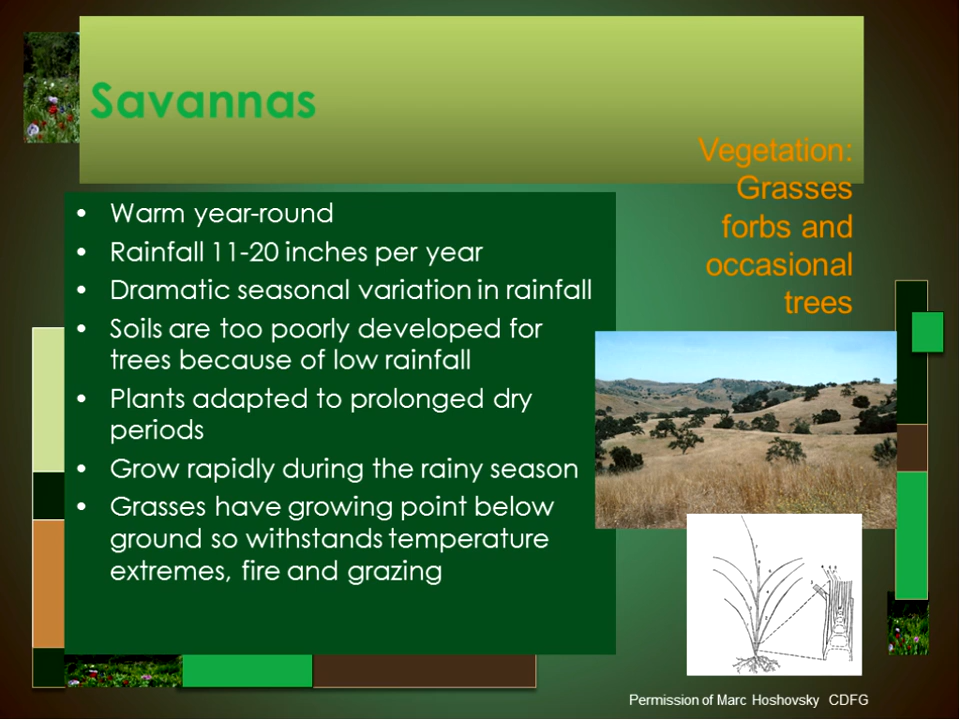 Savannas
Vegetation:
Grasses
forbs and
occasional
trees
• Warm year-round
• Rainfall 11-20 inches per year
• Dramatic seasonal variation in rainfall
• Soils are too poorly developed for
trees because of low rainfall
• Plants adapted to prolonged dry
periods
• Grow rapidly during the rainy season
• Grasses have growing point below
ground so withstands temperature
extremes, fire and grazing
Permission of Marc Hoshovsky CDFG